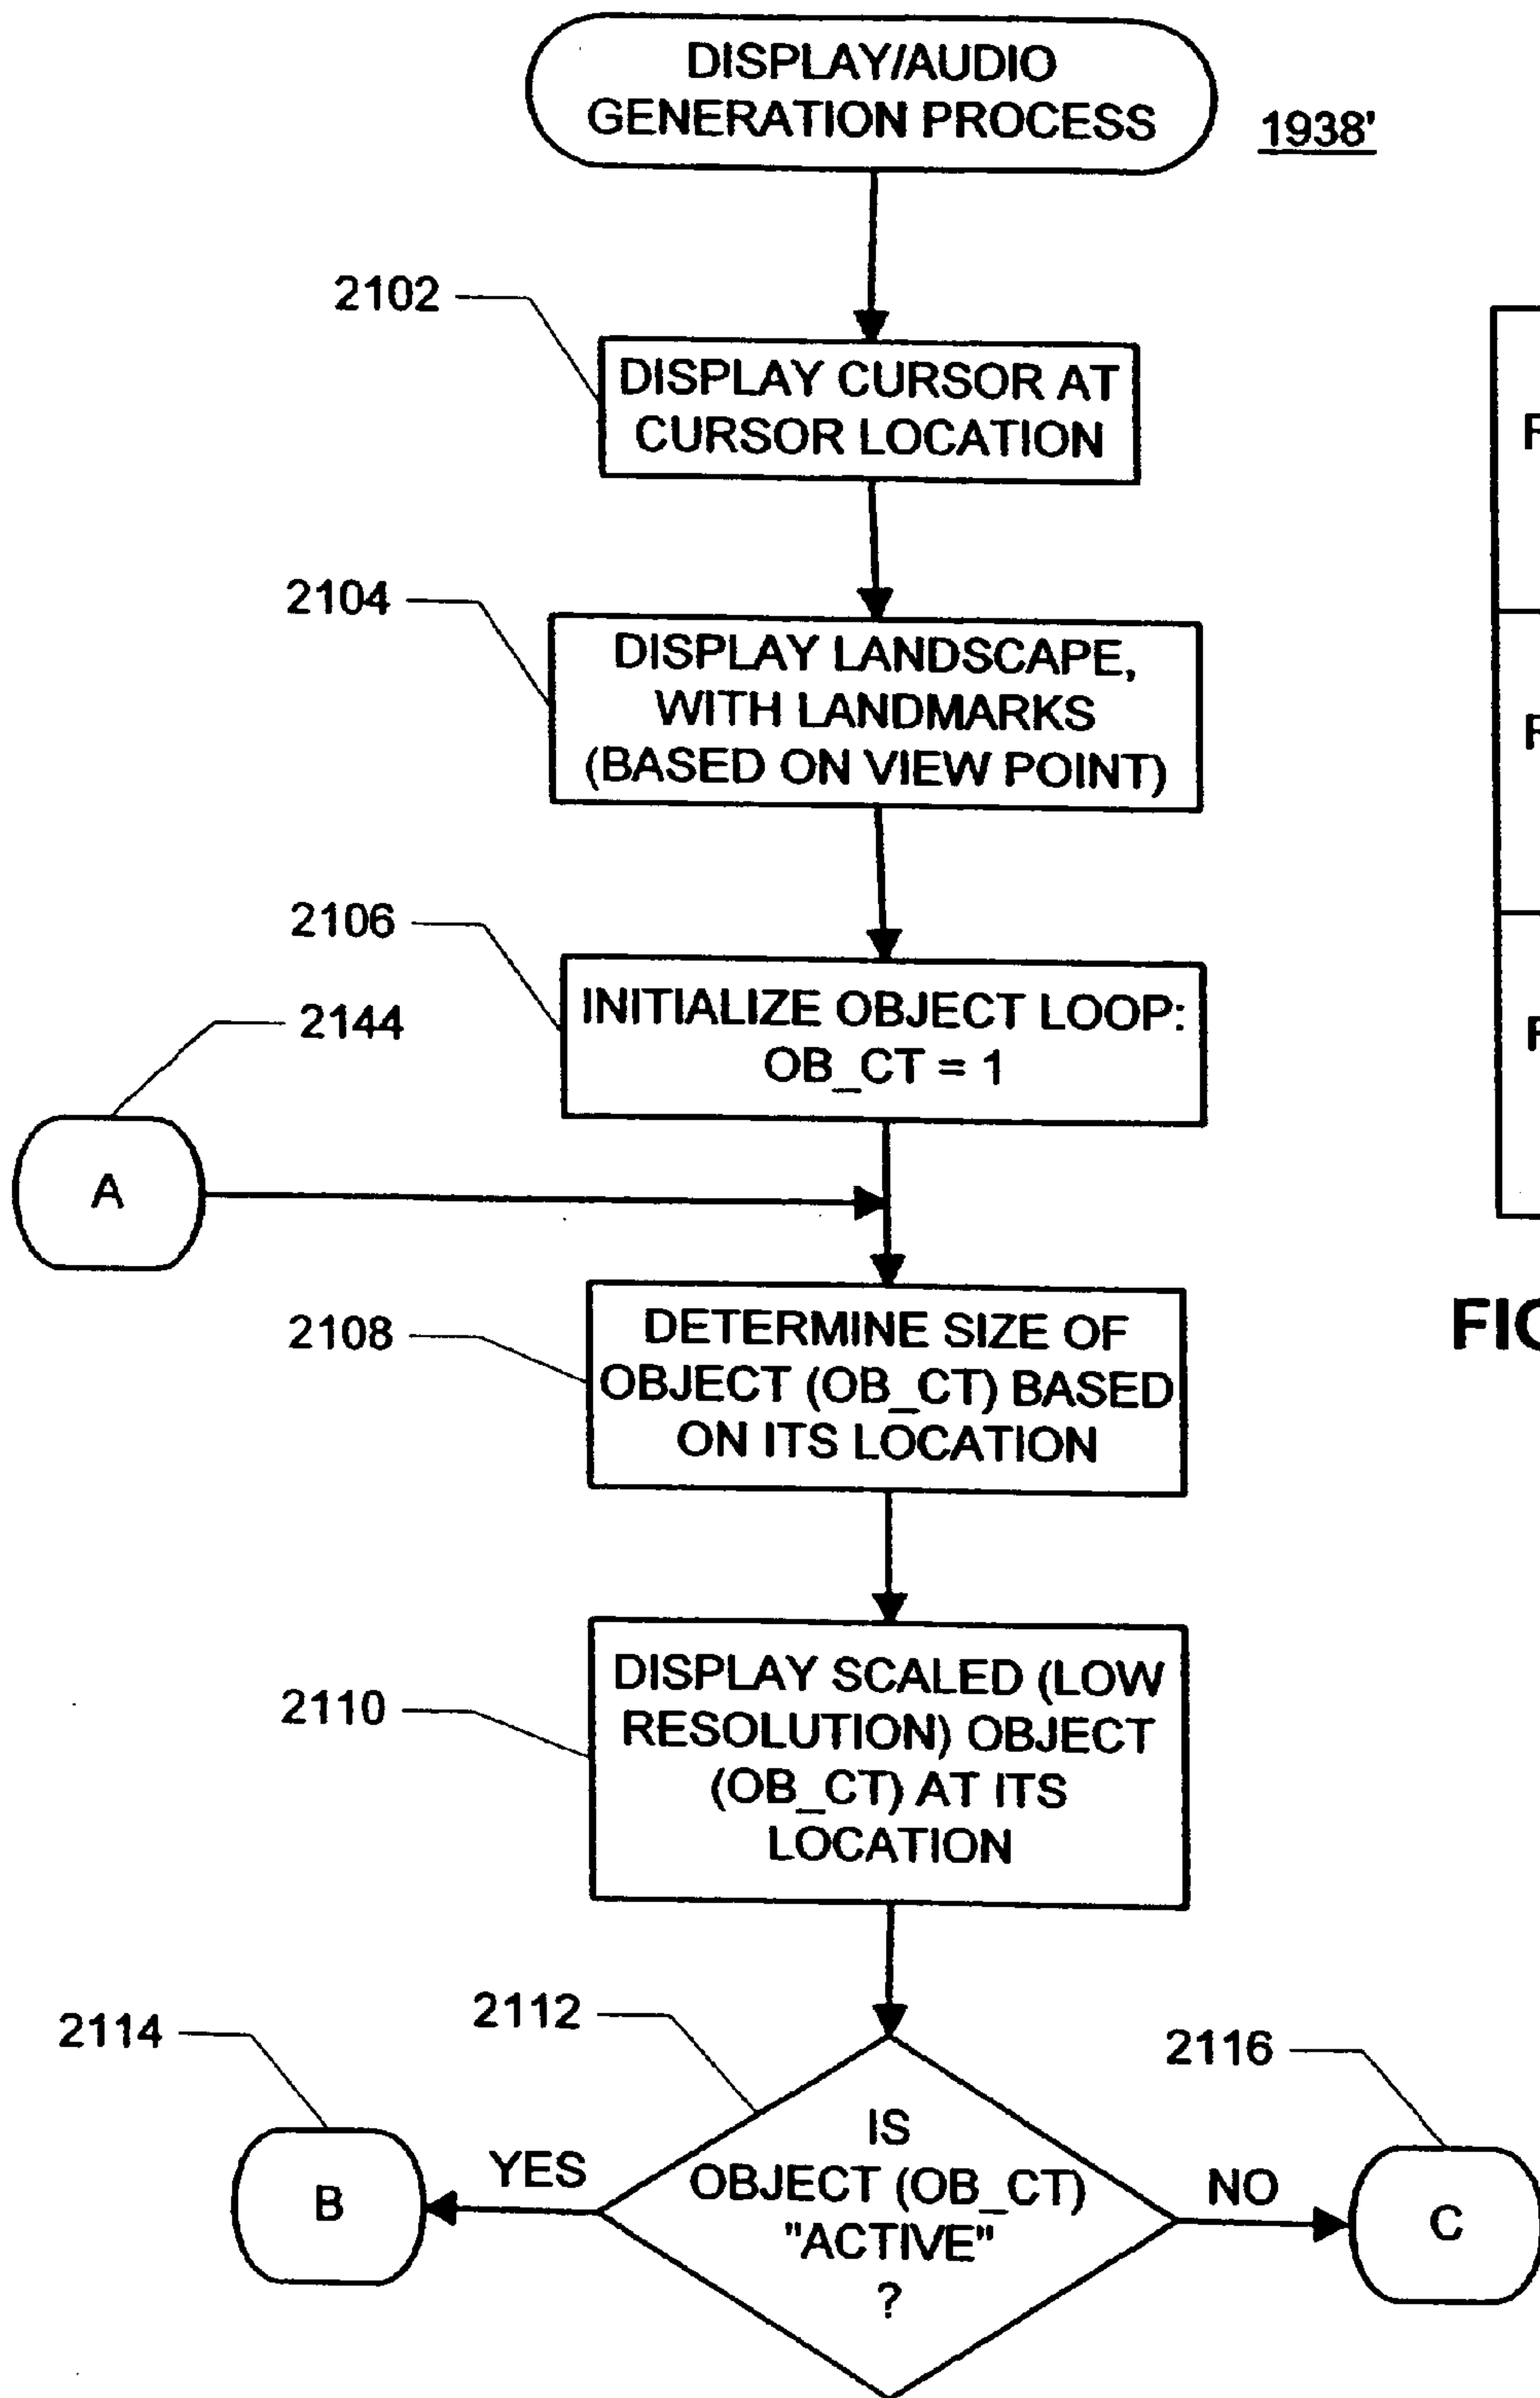 DISPLAY/AUDIO
GENERATION PROCESS
1938'
2102
DISPLAY CURSOR AT
CURSOR LOCATION
2104
DISPLAY LANDSCAPE,
WITH LANDMARKS
(BASED ON VIEW POINT)
2106
INITIALIZE OBJECT LOOP:
OB_CT = 1
2144
A
2108
DETERMINE SIZE OF
OBJECT (OB_CT) BASED
ON ITS LOCATION
2110
DISPLAY SCALED (LOW
RESOLUTION) OBJECT
(OB_CT) AT ITS
LOCATION
2114
2112
2116
B
YES
IS
OBJECT (OB_CT)
"ACTIVE"
?
NO
C